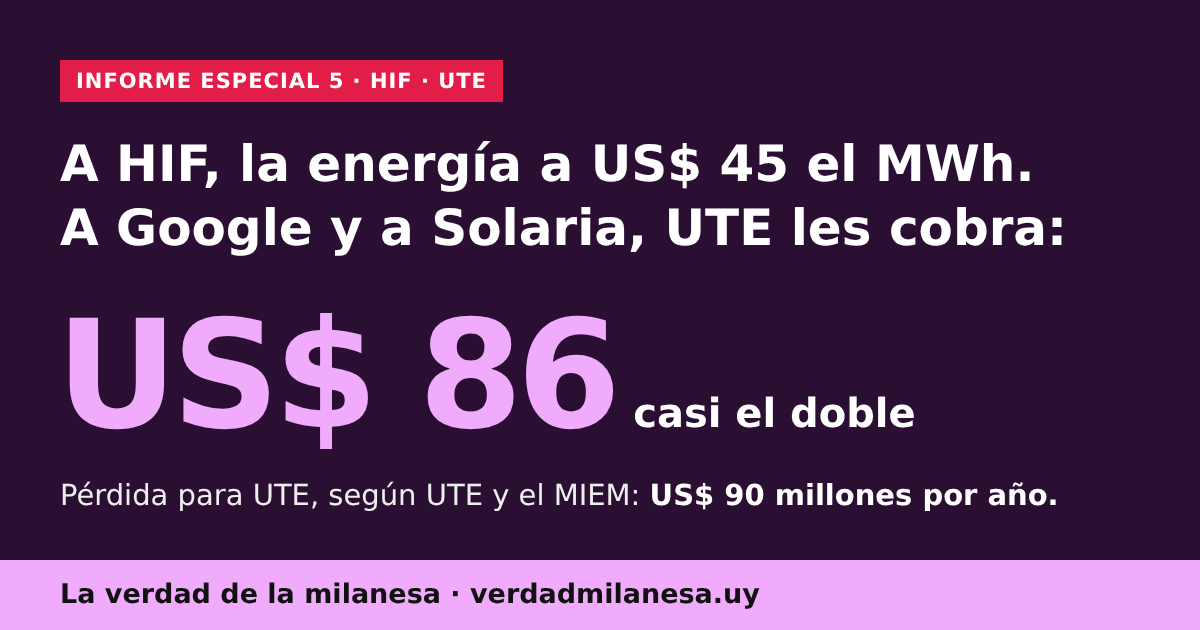 INFORME ESPECIAL 5 · HIF · UTE
A HIF, la energía a US$ 45 el MWh.
A Google y a Solaria, UTE les cobra:
US$ 86 casi el doble
Pérdida para UTE, según UTE y el MIEM: US$ 90 millones por año.
La verdad de la milanesa · verdadmilanesa.uy